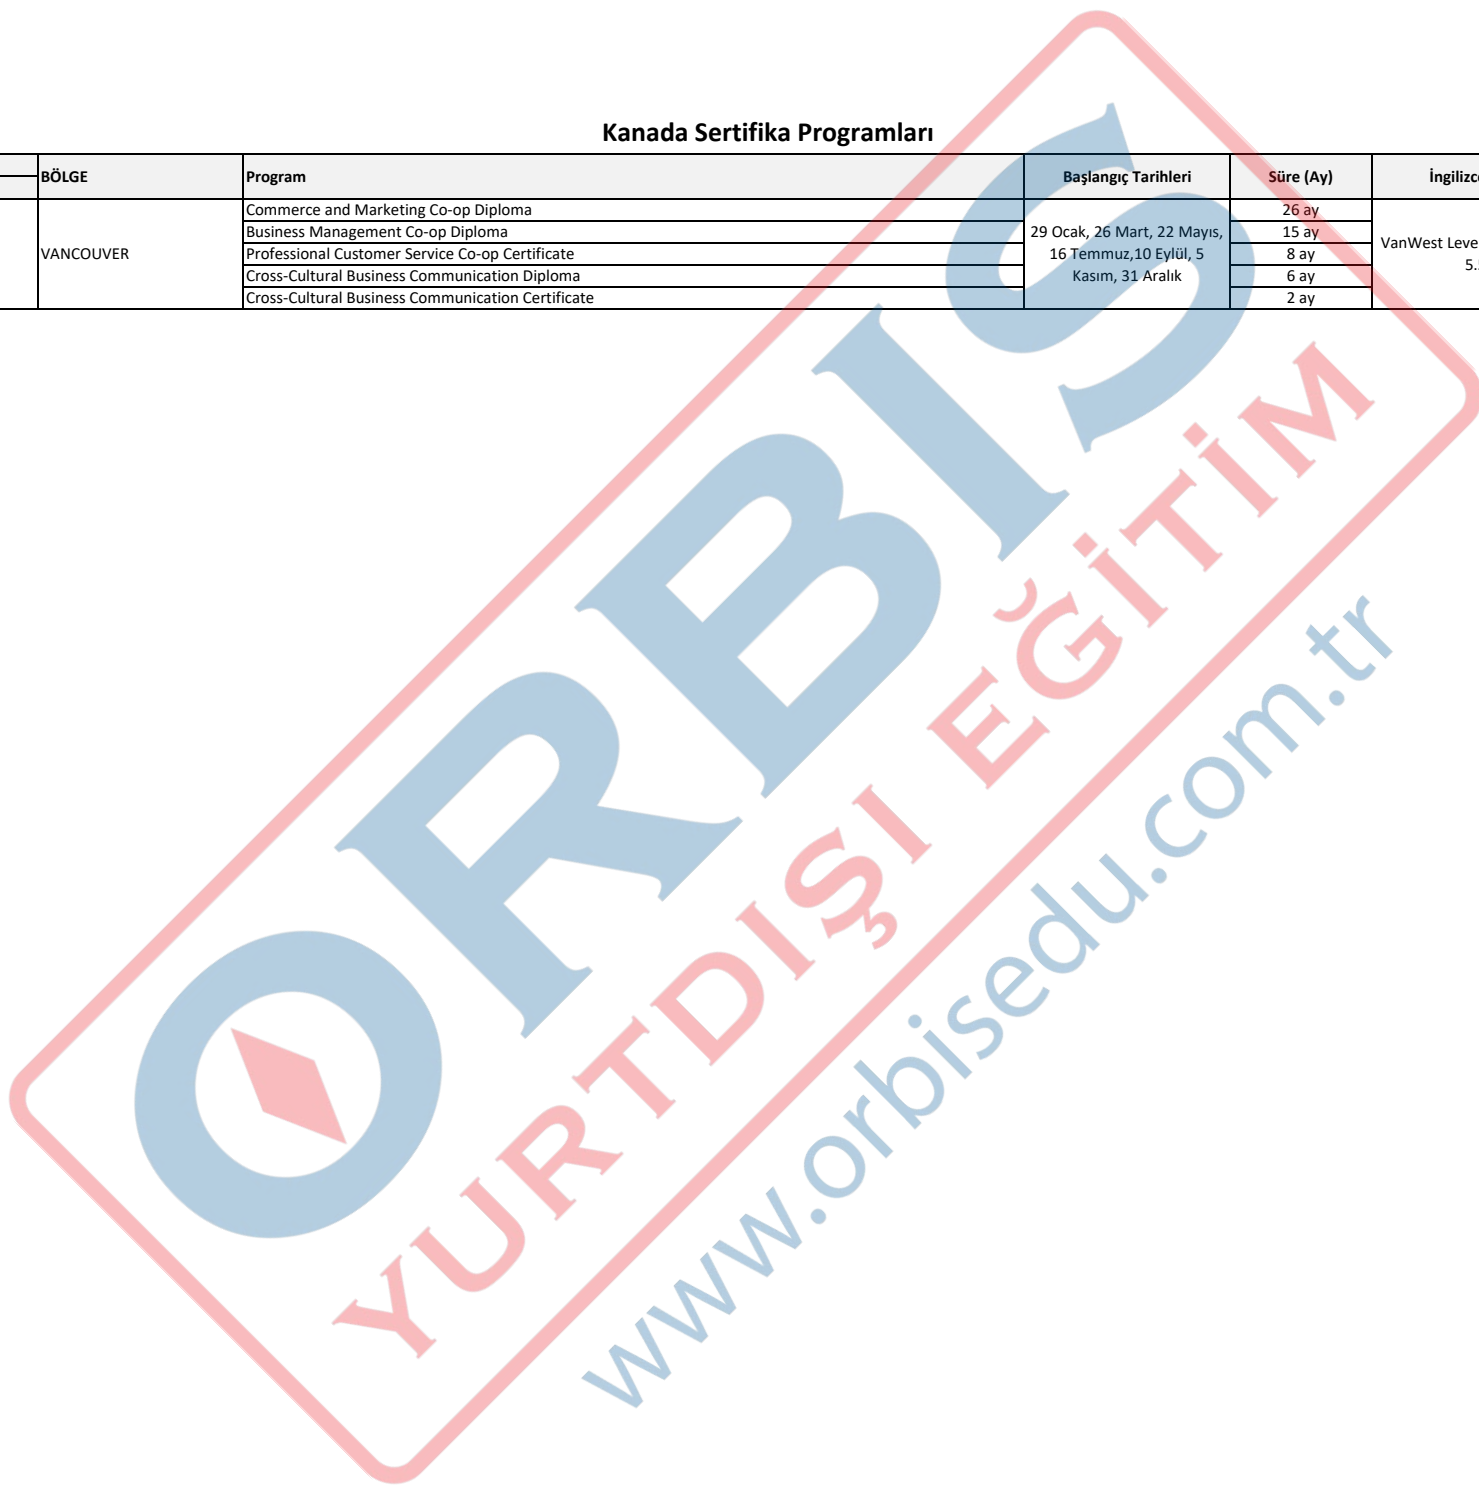 Kanada Sertifika Programları
BÖLGE
Program
Başlangıç Tarihleri
Süre (Ay)
VANCOUVER
Commerce and Marketing Co-op Diploma
26 ay
Business Management Co-op Diploma
15 ay
Professional Customer Service Co-op Certificate
8 ay
Cross-Cultural Business Communication Diploma
6 ay
Cross-Cultural Business Communication Certificate
2 ay
29 Ocak, 26 Mart, 22 Mayıs,
16 Temmuz,10 Eylül, 5
Kasım, 31 Aralık
VanWest
ORBIS
YURTDIŞI EĞİTİM
www.orbisedu.com.tr